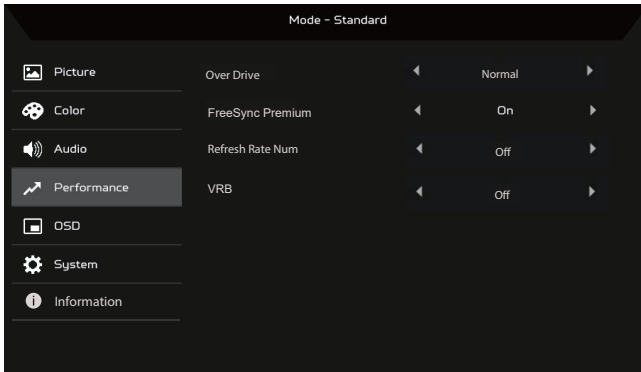 Mode - Standard
Picture
Color
Audio
Performance
OSD
System
Information
Over Drive Normal
FreeSync Premium On
Refresh Rate Num Off
VRB Off